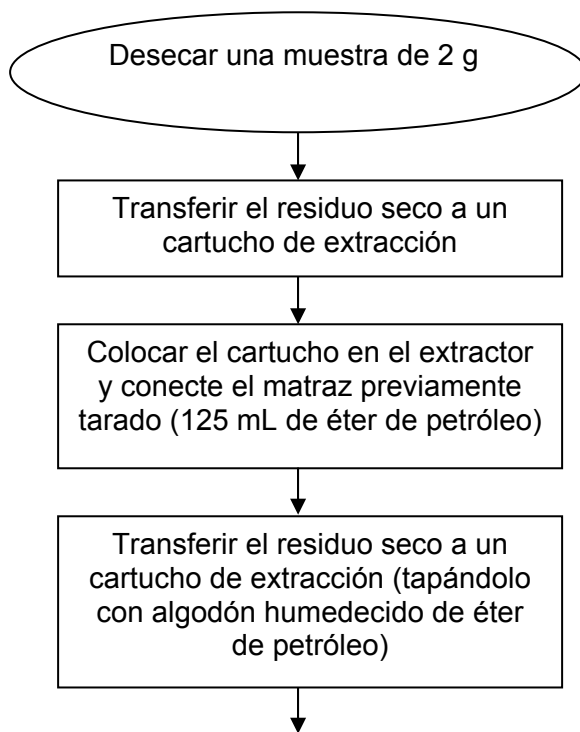 Desecar una muestra de 2 g
Transferir el residuo seco a un
cartucho de extracción
Colocar el cartucho en el extractor
y conecte el matraz previamente
tarado (125 mL de éter de petróleo)
Transferir el residuo seco a un
cartucho de extracción (tapándolo
con algodón humedecido de éter
de petróleo)